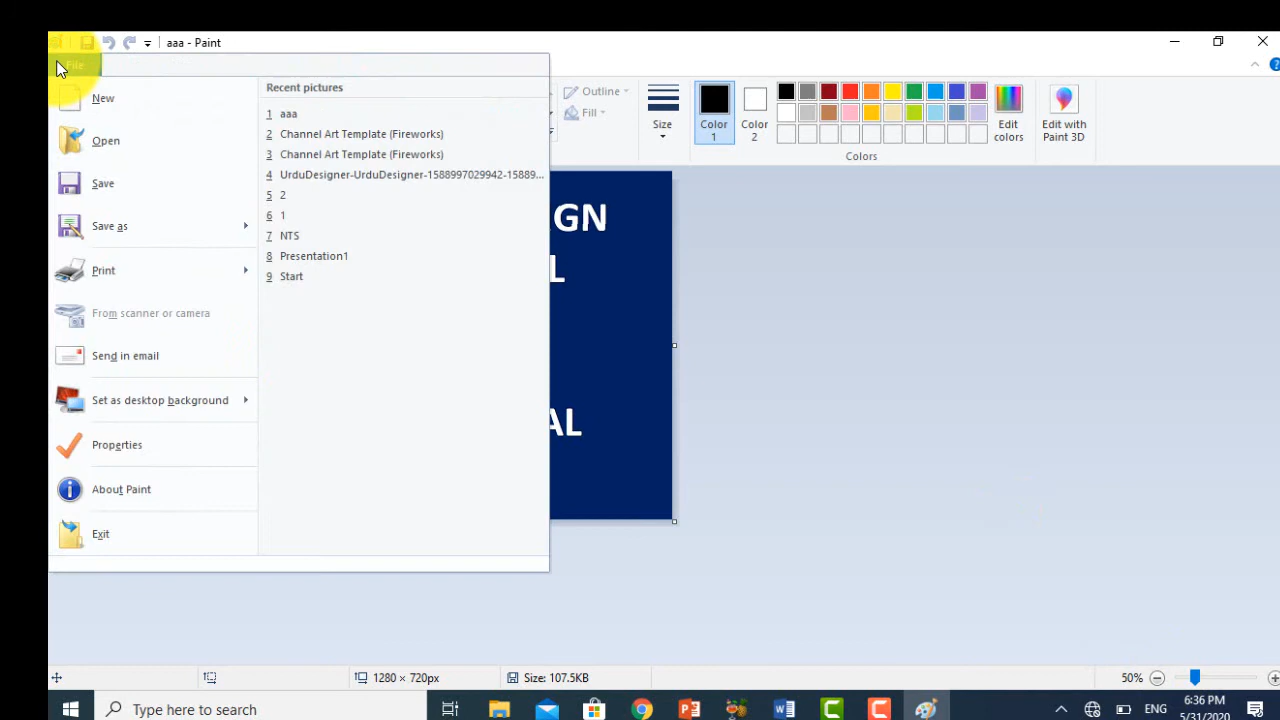 aaa - Paint
File
New
Open
Save
Save as
Print
From scanner or camera
Send in email
Set as desktop background
Properties
About Paint
Exit
Recent pictures
1 aaa
2 Channel Art Template (Fireworks)
3 Channel Art Template (Fireworks)
4 UrduDesigner-UrduDesigner-1588997029942-15889...
5 2
6 1
7 NTS
8 Presentation1
9 Start
Outline
Fill
Size
Color
1
Color
2
Edit
colors
Edit with
Paint 3D
Colors
IGN
L
AL
1280 × 720px
Size: 107.5KB
50%
Type here to search
ENG
6:36 PM
5/31/2020